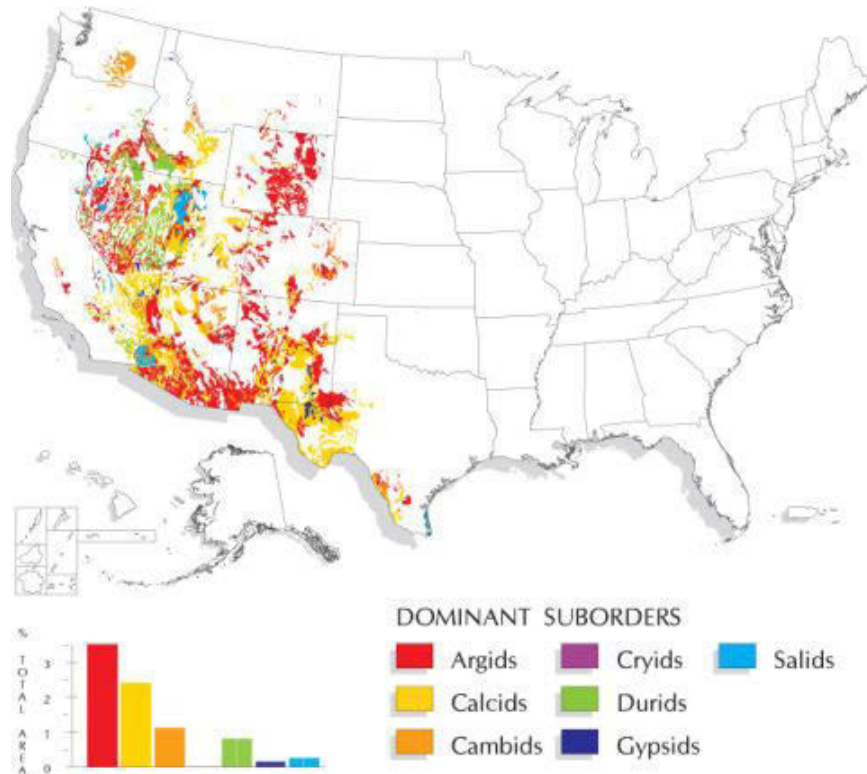 DOMINANT SUBORDERS
Argids
Cryids
Salids
Calcids
Durids
Cambids
Gypsids
% TOTAL AREA
3
2
1
0